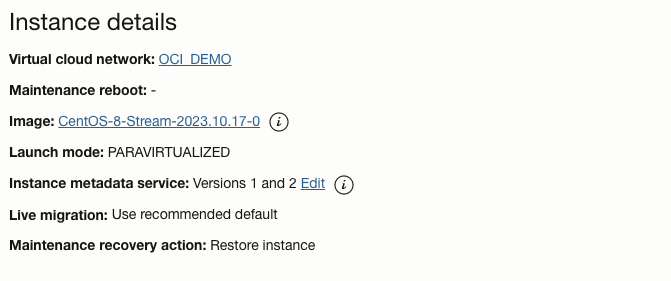 Instance details
Virtual cloud network: OCI_DEMO
Maintenance reboot: -
Image: CentOS-8-Stream-2023.10.17-0 i
Launch mode: PARAVIRTUALIZED
Instance metadata service: Versions 1 and 2 Edit i
Live migration: Use recommended default
Maintenance recovery action: Restore instance